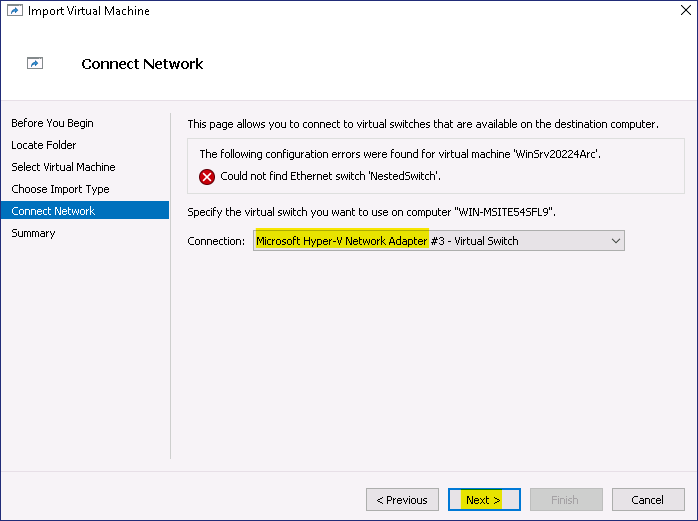 Import Virtual Machine
Connect Network
Before You Begin
Locate Folder
Select Virtual Machine
Choose Import Type
Connect Network
Summary
This page allows you to connect to virtual switches that are available on the destination computer.
The following configuration errors were found for virtual machine 'WinSrv20224Arc'.
Could not find Ethernet switch 'NestedSwitch'.
Specify the virtual switch you want to use on computer "WIN-MSITE54SFL9".
Connection: Microsoft Hyper-V Network Adapter #3 - Virtual Switch
< Previous Next > Finish Cancel